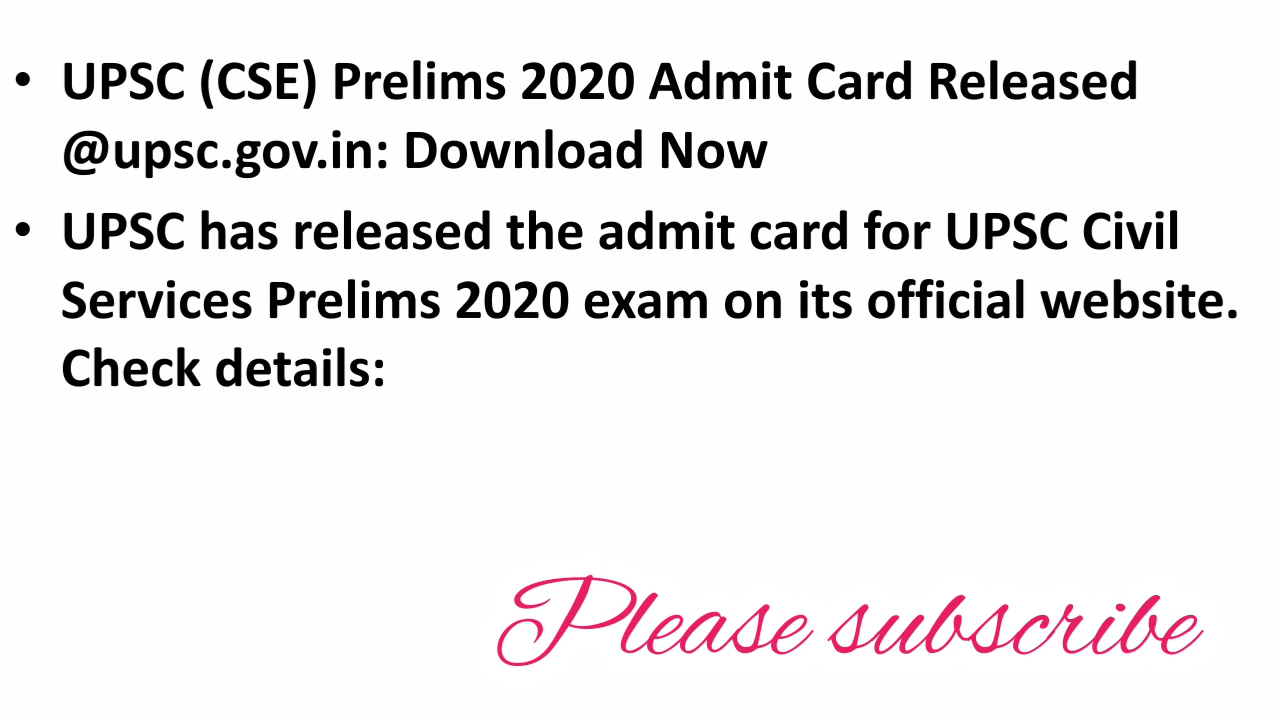 • UPSC (CSE) Prelims 2020 Admit Card Released
@upsc.gov.in: Download Now
• UPSC has released the admit card for UPSC Civil
Services Prelims 2020 exam on its official website.
Check details:
Please subscribe